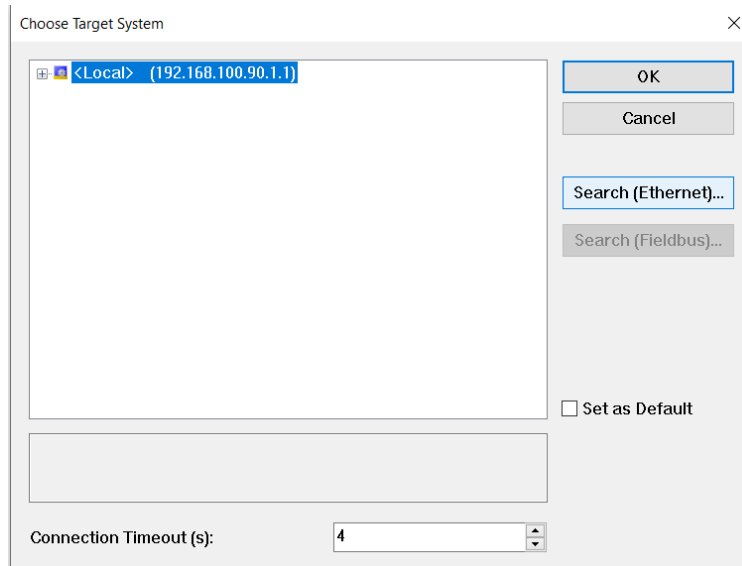 Choose Target System
<Local> (192.168.100.90.1.1)
OK
Cancel
Search (Ethernet)...
Search (Fieldbus)...
Set as Default
Connection Timeout (s):
4